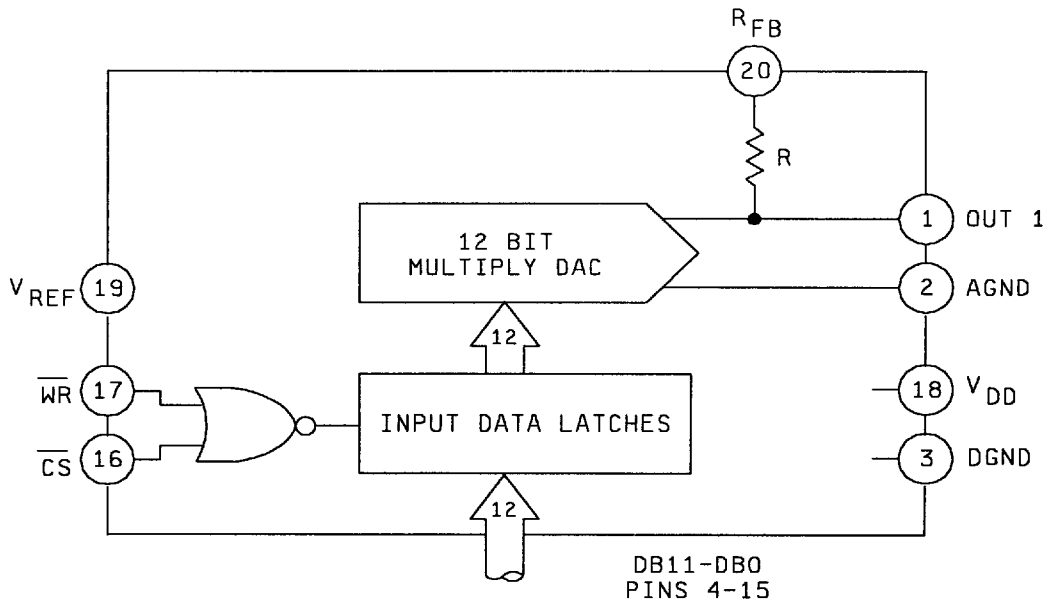 R FB
20
R
1 OUT 1
12 BIT
MULTIPLY DAC
V REF 19
2 AGND
12
WR 17
18 V DD
INPUT DATA LATCHES
CS 16
3 DGND
12
DB11-DB0
PINS 4-15